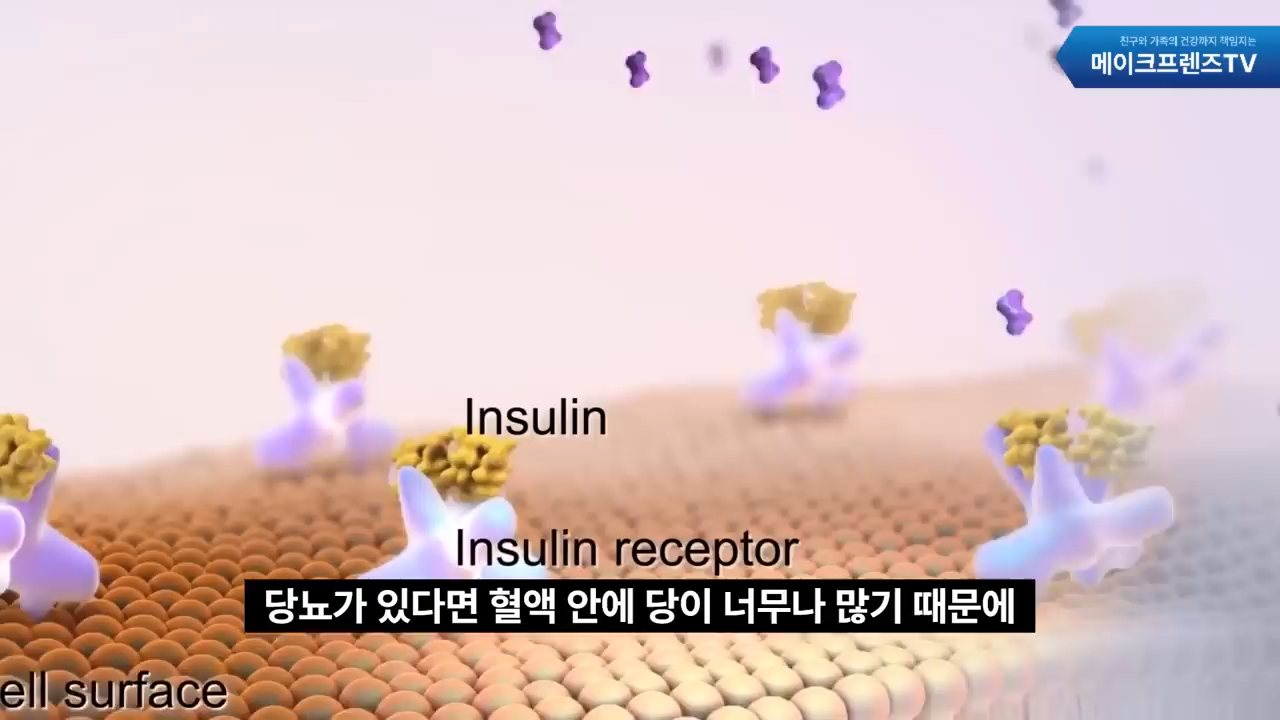 친구와 가족의 건강까지 책임지는
메이크프렌즈TV
Insulin
Insulin receptor
당뇨가 있다면 혈액 안에 당이 너무나 많기 때문에
ell surface